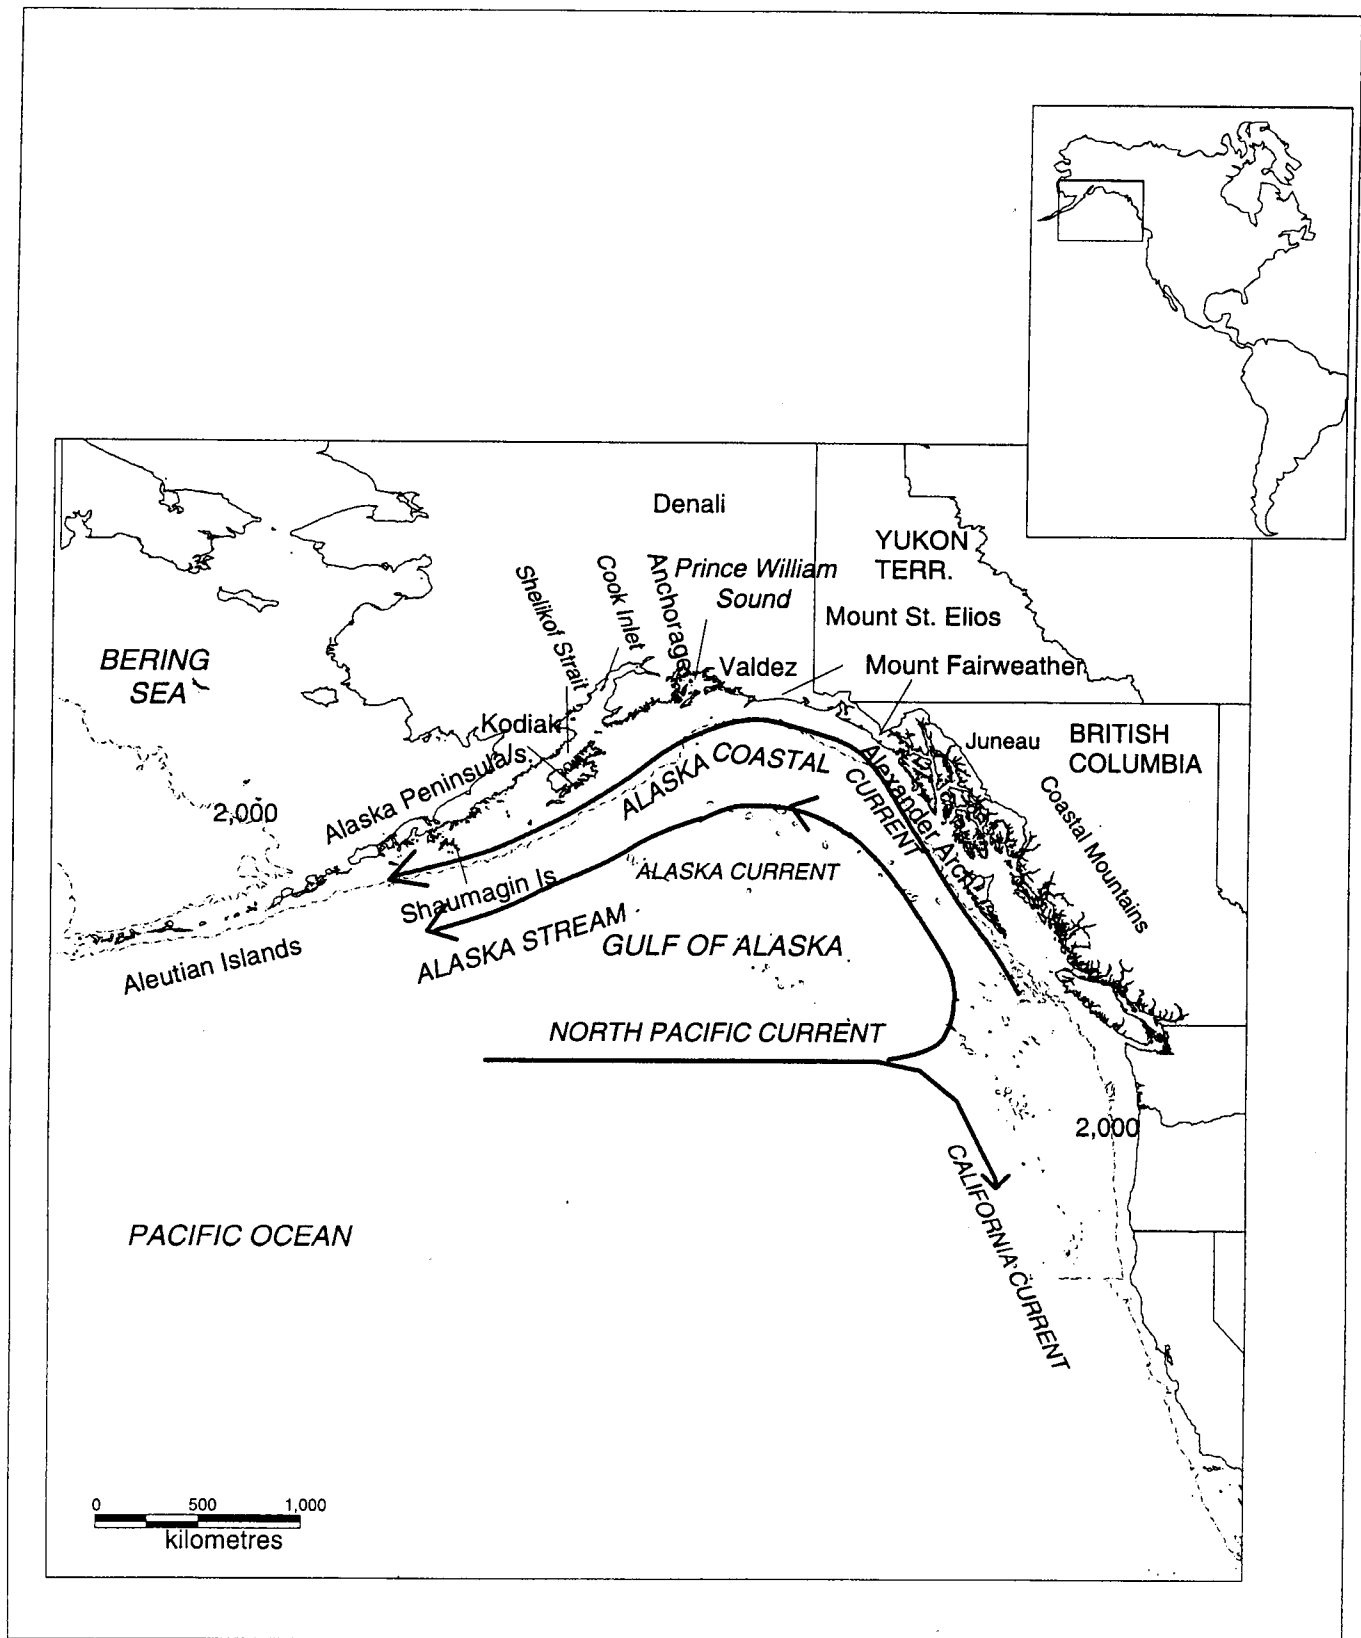 Denali
YUKON
TERR.
Anchorage
Prince William
Sound
Cook Inlet
Shelikof Strait
Mount St. Elios
BERING
SEA
Valdez
Mount Fairweather
Kodiak
Is.
Juneau
BRITISH
COLUMBIA
ALASKA COASTAL CURRENT
Alexander Arch.
Coastal Mountains
2,000
Alaska Peninsula
ALASKA CURRENT
Shaumagin Is.
ALASKA STREAM
GULF OF ALASKA
Aleutian Islands
NORTH PACIFIC CURRENT
2,000
CALIFORNIA CURRENT
PACIFIC OCEAN
0 500 1,000
kilometres